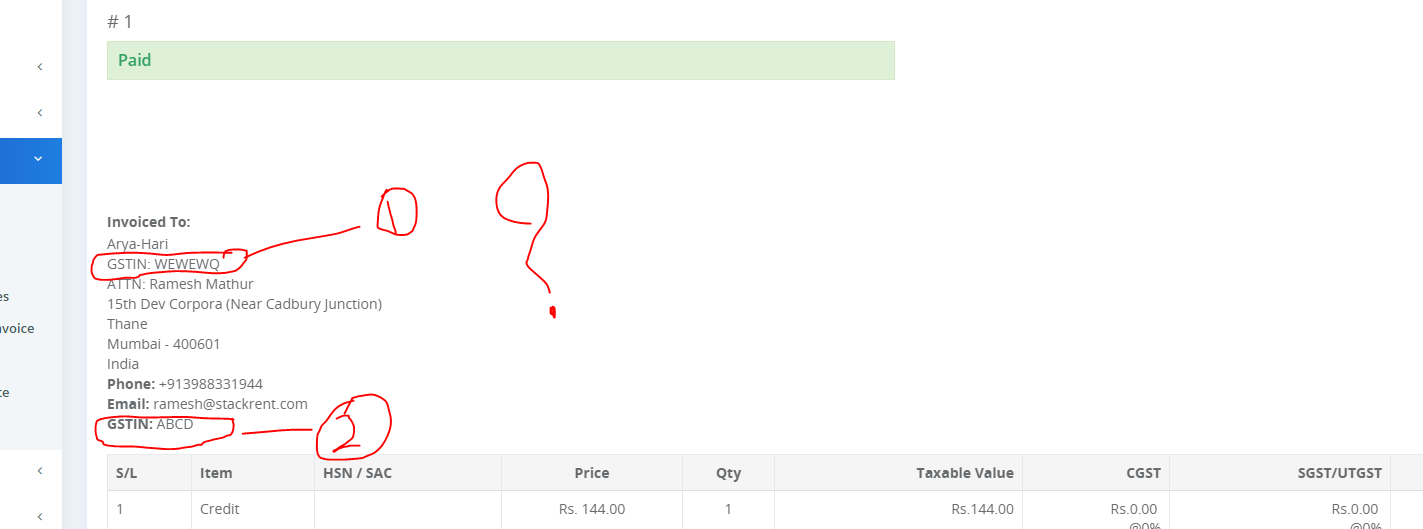 # 1
Paid
Invoiced To:
Arya-Hari
GSTIN: WEWEWQ
1
?
ATTN: Ramesh Mathur
15th Dev Corpora (Near Cadbury Junction)
Thane
Mumbai - 400601
India
Phone: +913988331944
Email: ramesh@stackrent.com
GSTIN: ABCD
2
S/L Item HSN / SAC Price Qty Taxable Value CGST SGST/UTGST
1 Credit Rs. 144.00 1 Rs.144.00 Rs.0.00 Rs.0.00
@0% @0%